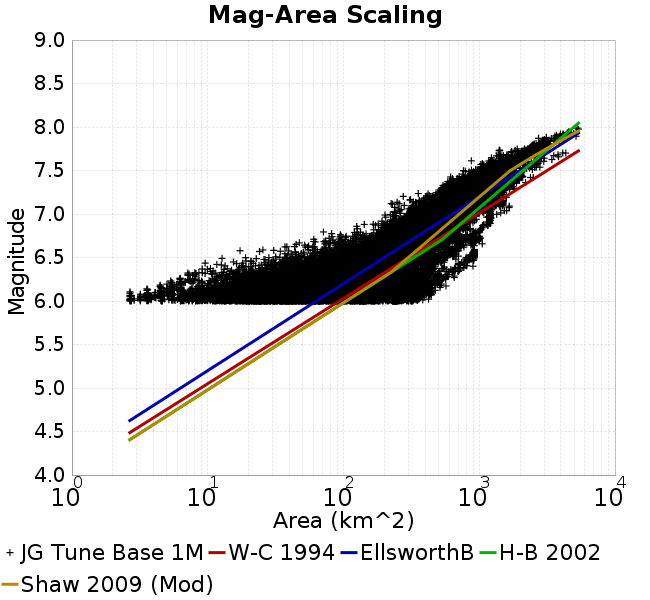 Mag-Area Scaling
9.0
8.5
8.0
7.5
7.0
6.5
6.0
5.5
5.0
4.5
4.0
Magnitude
10^0 10^1 10^2 10^3 10^4
Area (km^2)
+ JG Tune Base 1M W-C 1994 EllsworthB H-B 2002
Shaw 2009 (Mod)